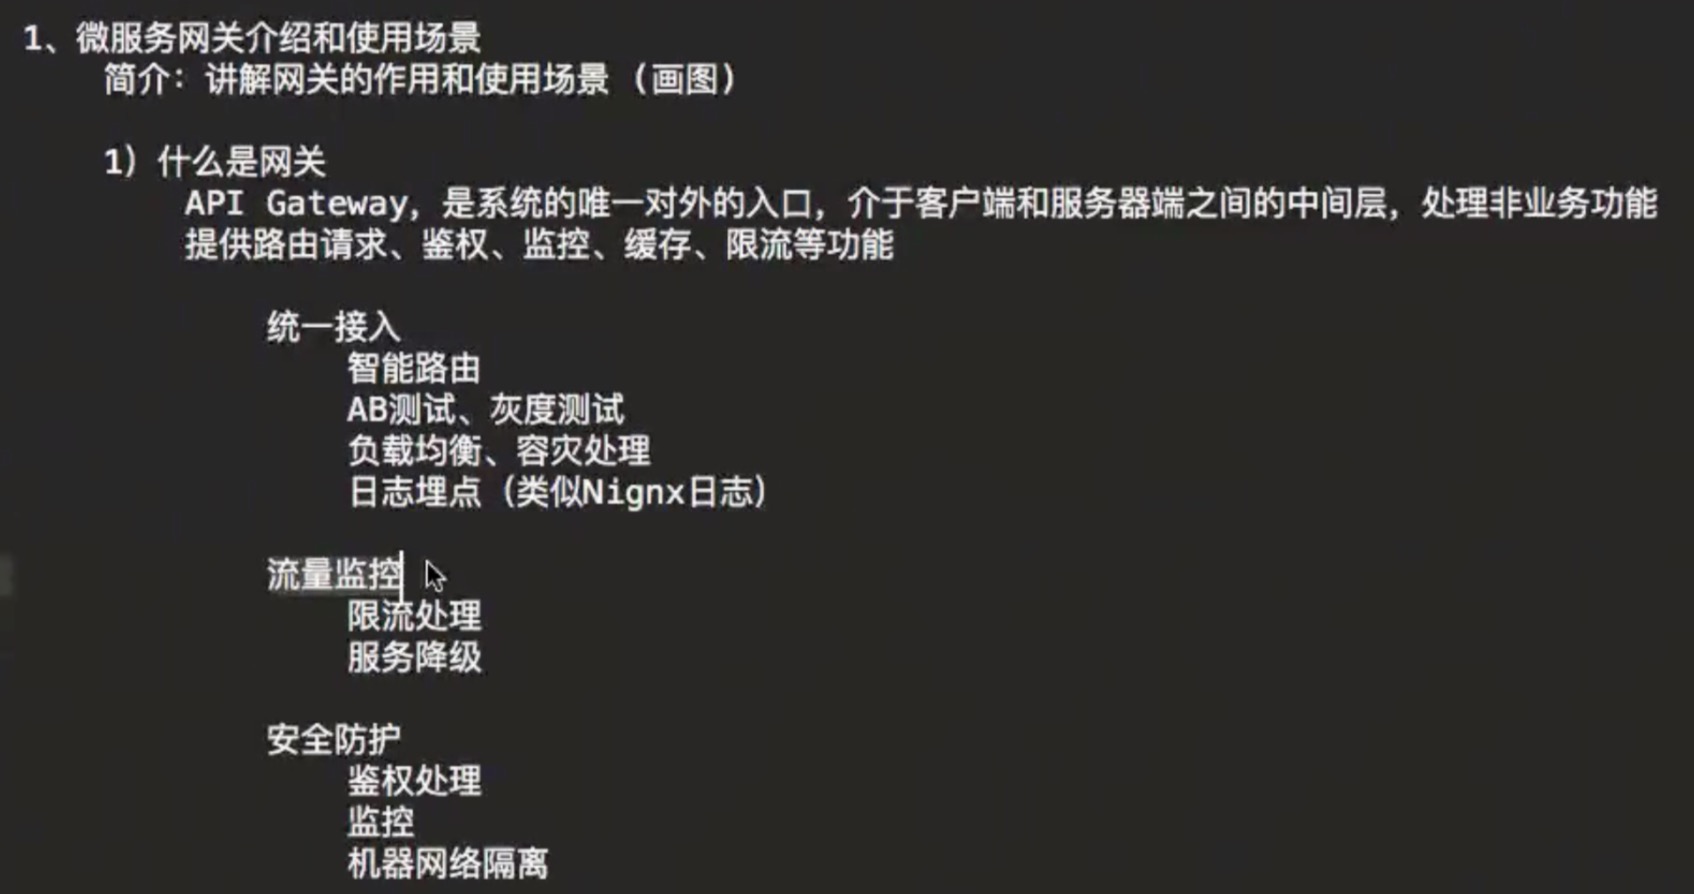 1、微服务网关介绍和使用场景
简介：讲解网关的作用和使用场景 (画图)
1) 什么是网关
API Gateway，是系统的唯一对外的入口，介于客户端和服务器端之间的中间层，处理非业务功能
提供路由请求、鉴权、监控、缓存、限流等功能
统一接入
智能路由
AB测试、灰度测试
负载均衡、容灾处理
日志埋点（类似Nignx日志）
流量监控
限流处理
服务降级
安全防护
鉴权处理
监控
机器网络隔离